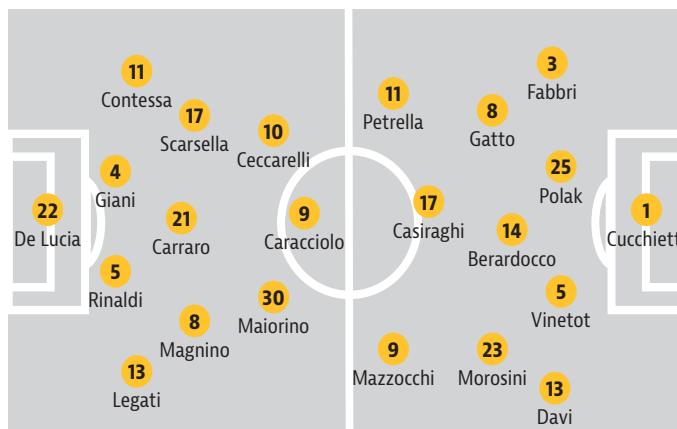 11
Contessa
17
Scarsella
10
Ceccarelli
4
Giani
22
De Lucia
21
Carraro
9
Caracciolo
5
Rinaldi
30
Maiorino
8
Magnino
13
Legati
3
Fabbri
11
Petrella
8
Gatto
25
Polak
17
Casiraghi
1
Cucchiett
14
Berardocco
5
Vinetot
9
Mazzocchi
23
Morosini
13
Davi